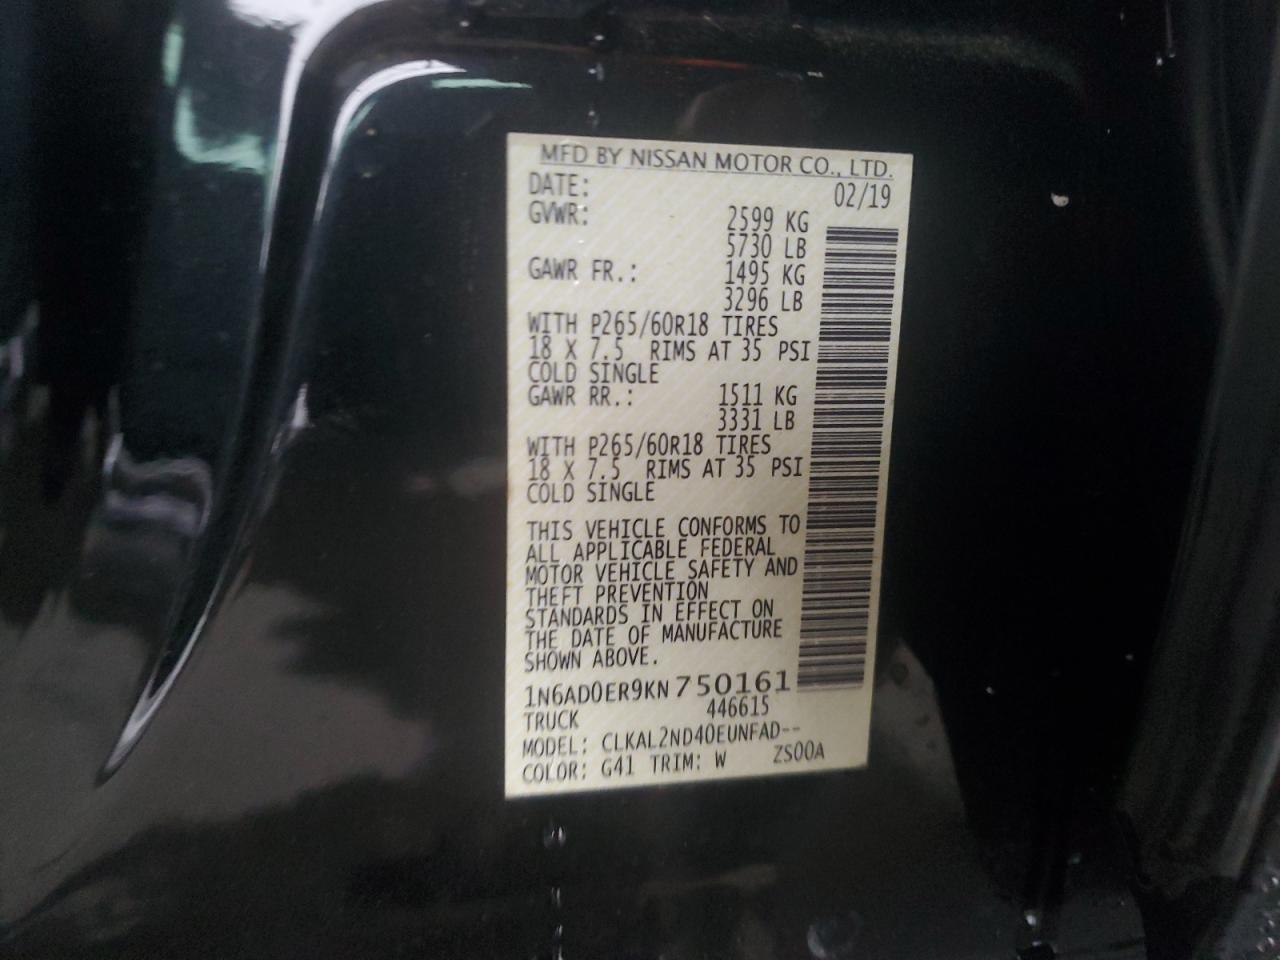 MFD BY NISSAN MOTOR CO., LTD.
DATE: 02/19
GVWR: 2599 KG
5730 LB
GAWR FR.: 1495 KG
3296 LB
WITH P265/60R18 TIRES
18 X 7.5 RIMS AT 35 PSI
COLD SINGLE
GAWR RR.: 1511 KG
3331 LB
WITH P265/60R18 TIRES
18 X 7.5 RIMS AT 35 PSI
COLD SINGLE
THIS VEHICLE CONFORMS TO
ALL APPLICABLE FEDERAL
MOTOR VEHICLE SAFETY AND
THEFT PREVENTION
STANDARDS IN EFFECT ON
THE DATE OF MANUFACTURE
SHOWN ABOVE.
1N6AD0ER9KN750161
TRUCK 446615
MODEL: CLKAL2ND40EUNFAD--
COLOR: G41 TRIM: W ZS00A